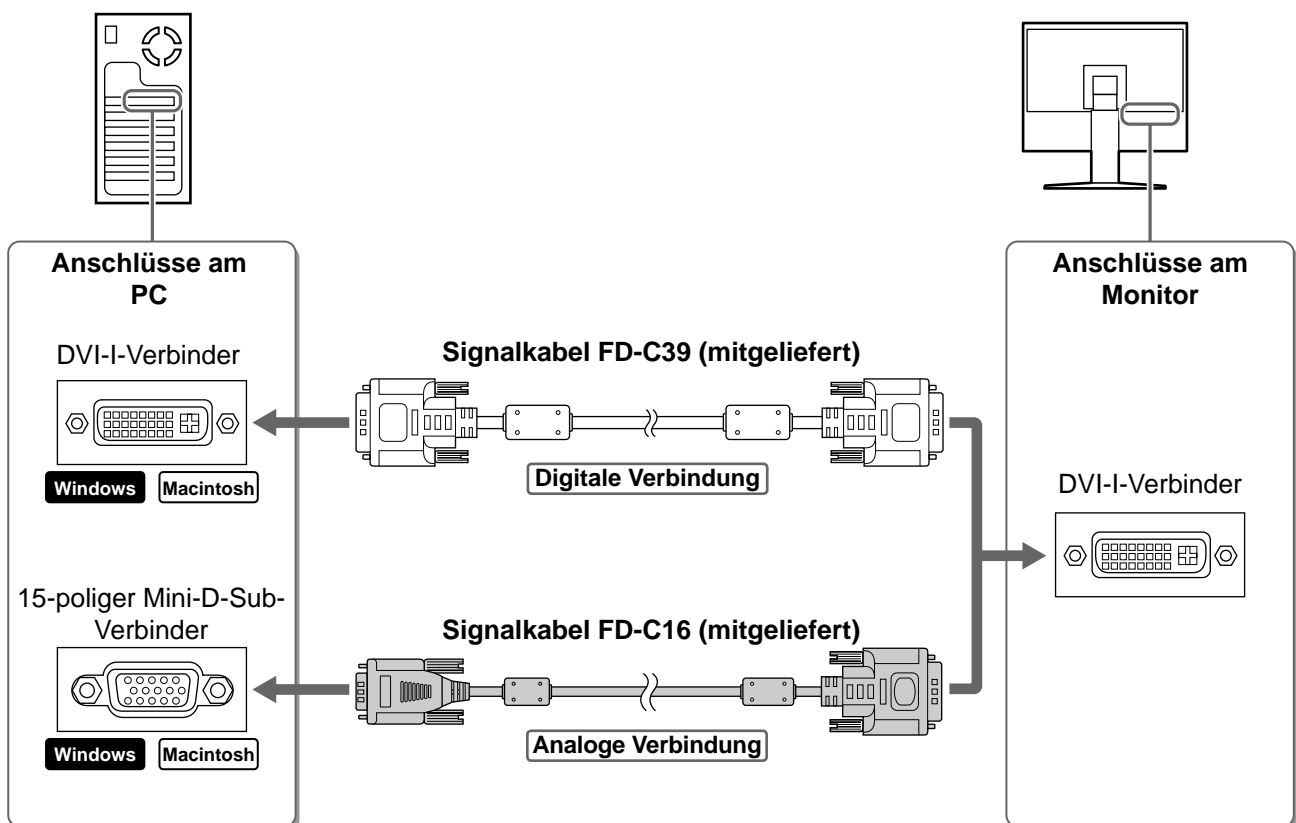 Anschlüsse am
PC
DVI-I-Verbinder
Windows Macintosh
15-poliger Mini-D-Sub-
Verbinder
Windows Macintosh
Signalkabel FD-C39 (mitgeliefert)
Digitale Verbindung
Signalkabel FD-C16 (mitgeliefert)
Analoge Verbindung
Anschlüsse am
Monitor
DVI-I-Verbinder